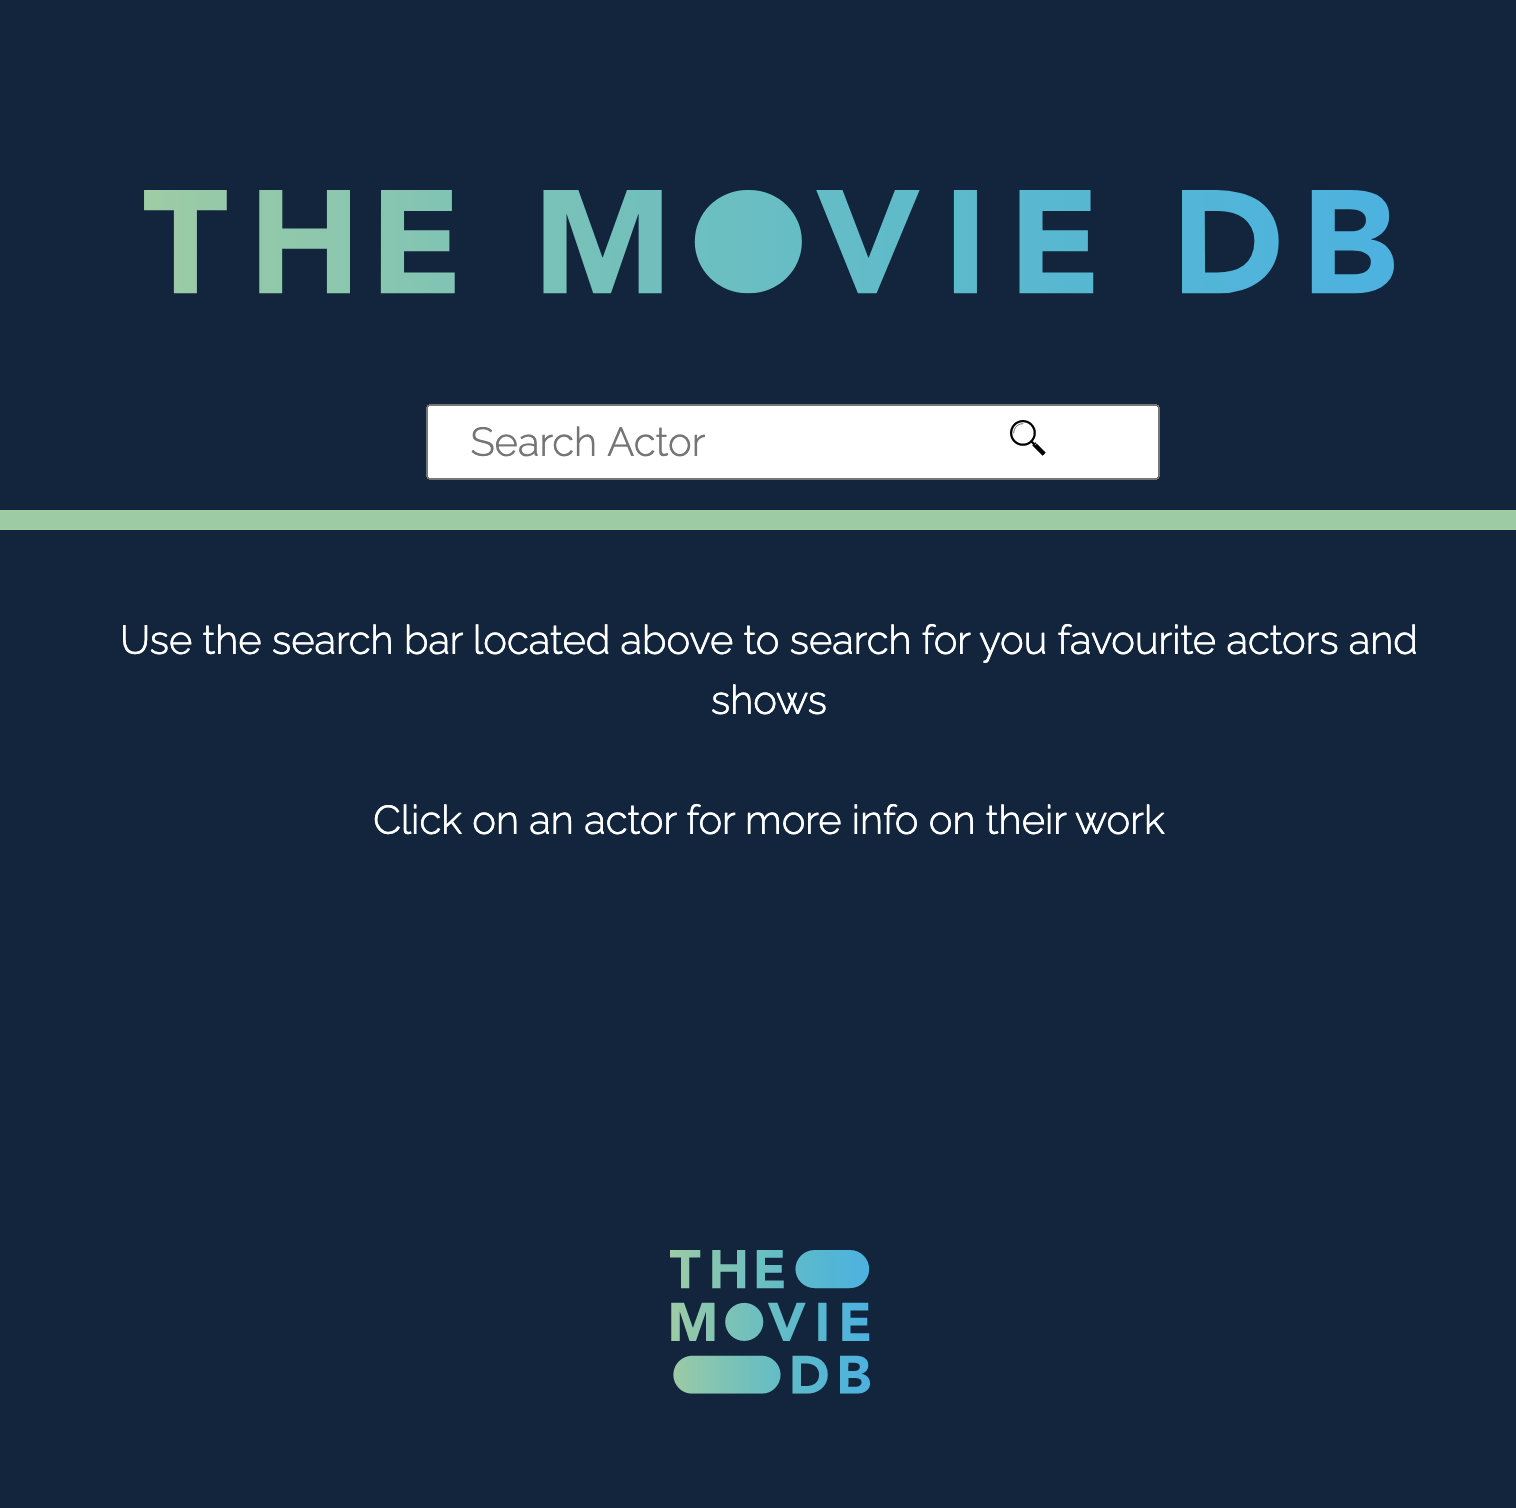 THE MOVIE DB
Search Actor
Use the search bar located above to search for you favourite actors and
shows
Click on an actor for more info on their work
THE
MOVIE
DB